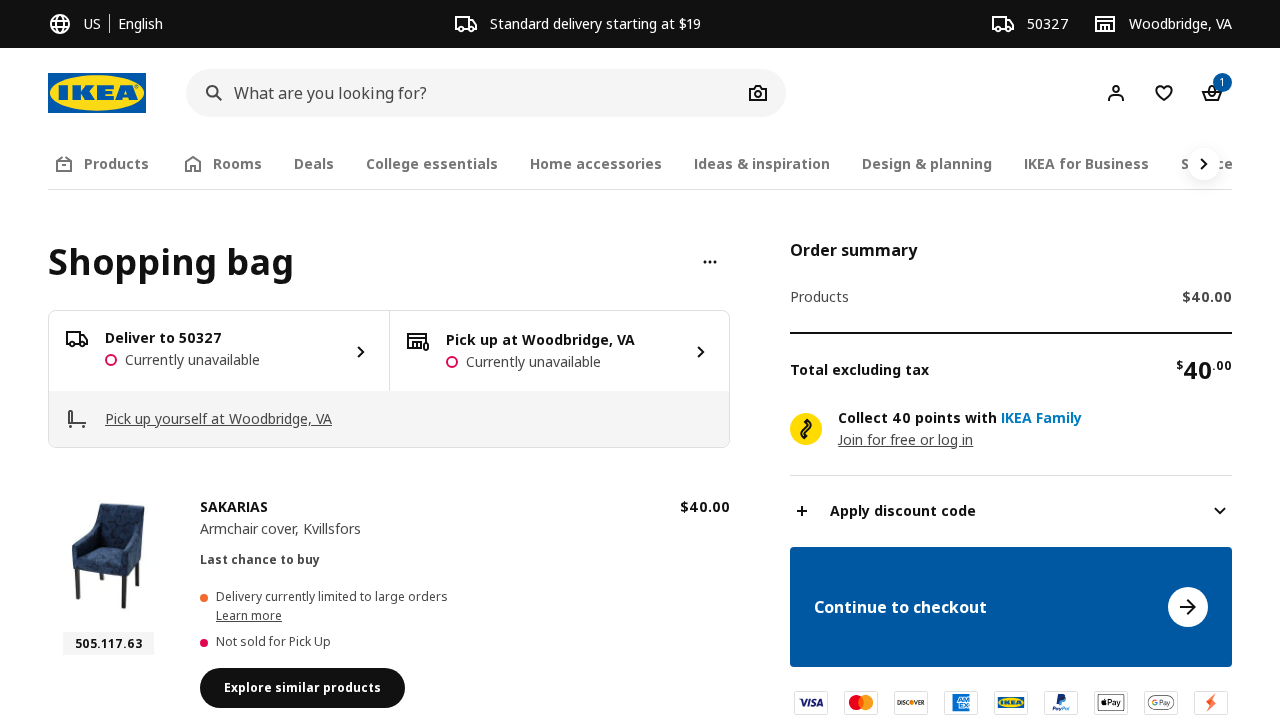 US
English
Standard delivery starting at $19
50327
Woodbridge, VA
IKEA
What are you looking for?
1
Products
Rooms
Deals
College essentials
Home accessories
Ideas & inspiration
Design & planning
IKEA for Business
Shopping bag
Deliver to 50327
Currently unavailable
Pick up at Woodbridge, VA
Currently unavailable
Pick up yourself at Woodbridge, VA
SAKARIAS
$40.00
Armchair cover, Kvillsfors
Last chance to buy
Delivery currently limited to large orders
Learn more
Not sold for Pick Up
505.117.63
Explore similar products
Order summary
Products
$40.00
Total excluding tax
$40.00
Collect 40 points with IKEA Family
Join for free or log in
Apply discount code
Continue to checkout
VISA
DISCOVER
AMEX
IKEA
PayPal
Apple Pay
G Pay